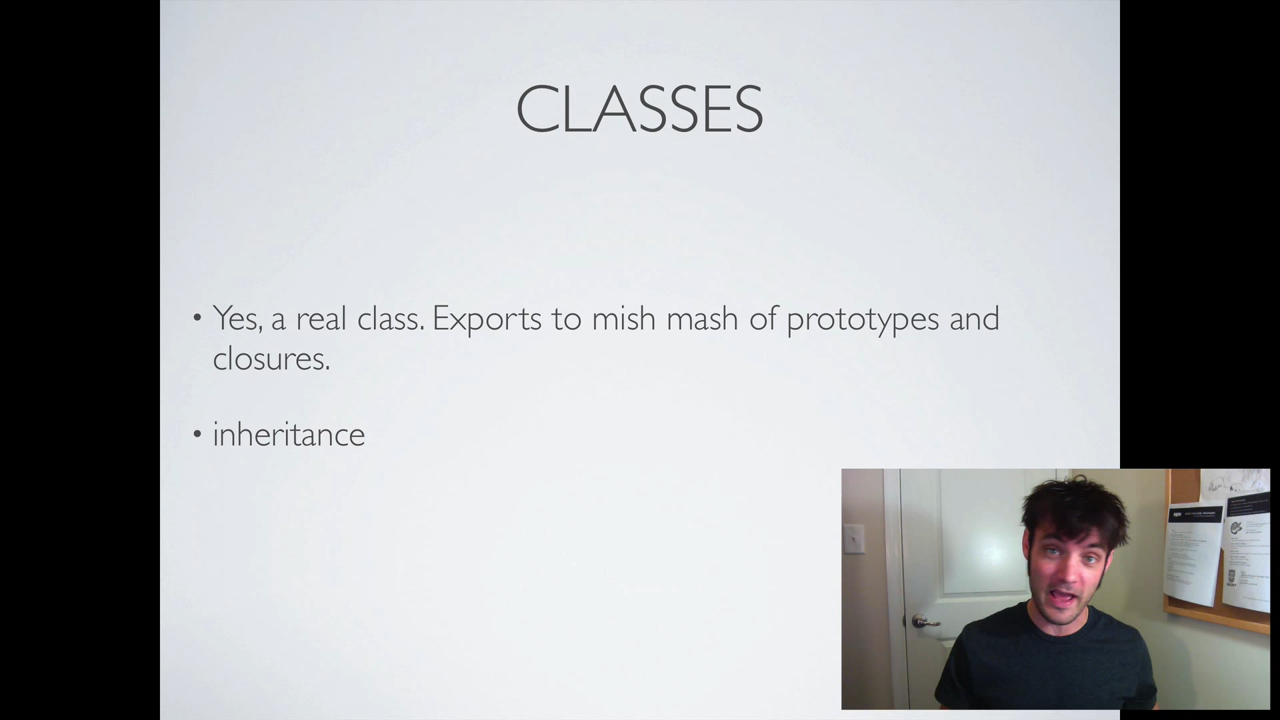 CLASSES
• Yes, a real class. Exports to mish mash of prototypes and
closures.
• inheritance